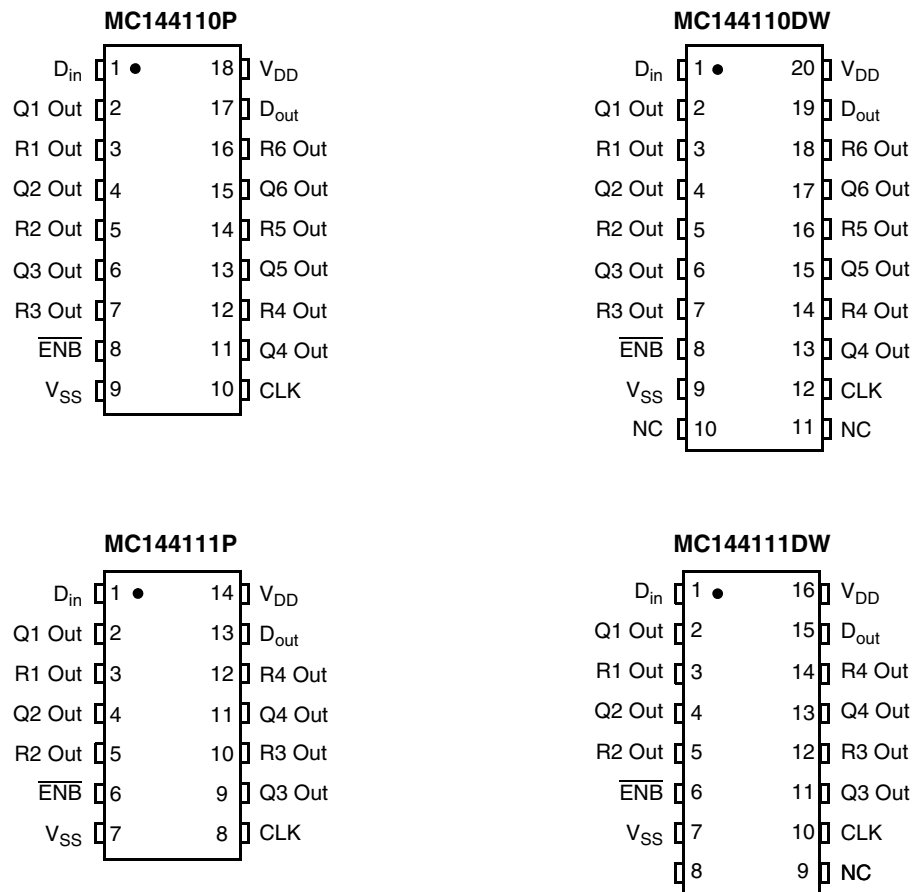 MC144110P
D_in 1 18 V_DD
Q1 Out 2 17 D_out
R1 Out 3 16 R6 Out
Q2 Out 4 15 Q6 Out
R2 Out 5 14 R5 Out
Q3 Out 6 13 Q5 Out
R3 Out 7 12 R4 Out
E̅N̅B̅ 8 11 Q4 Out
V_SS 9 10 CLK
MC144110DW
D_in 1 20 V_DD
Q1 Out 2 19 D_out
R1 Out 3 18 R6 Out
Q2 Out 4 17 Q6 Out
R2 Out 5 16 R5 Out
Q3 Out 6 15 Q5 Out
R3 Out 7 14 R4 Out
E̅N̅B̅ 8 13 Q4 Out
V_SS 9 12 CLK
NC 10 11 NC
MC144111P
D_in 1 14 V_DD
Q1 Out 2 13 D_out
R1 Out 3 12 R4 Out
Q2 Out 4 11 Q4 Out
R2 Out 5 10 R3 Out
E̅N̅B̅ 6 9 Q3 Out
V_SS 7 8 CLK
MC144111DW
D_in 1 16 V_DD
Q1 Out 2 15 D_out
R1 Out 3 14 R4 Out
Q2 Out 4 13 Q4 Out
R2 Out 5 12 R3 Out
E̅N̅B̅ 6 11 Q3 Out
V_SS 7 10 CLK
8 9 NC